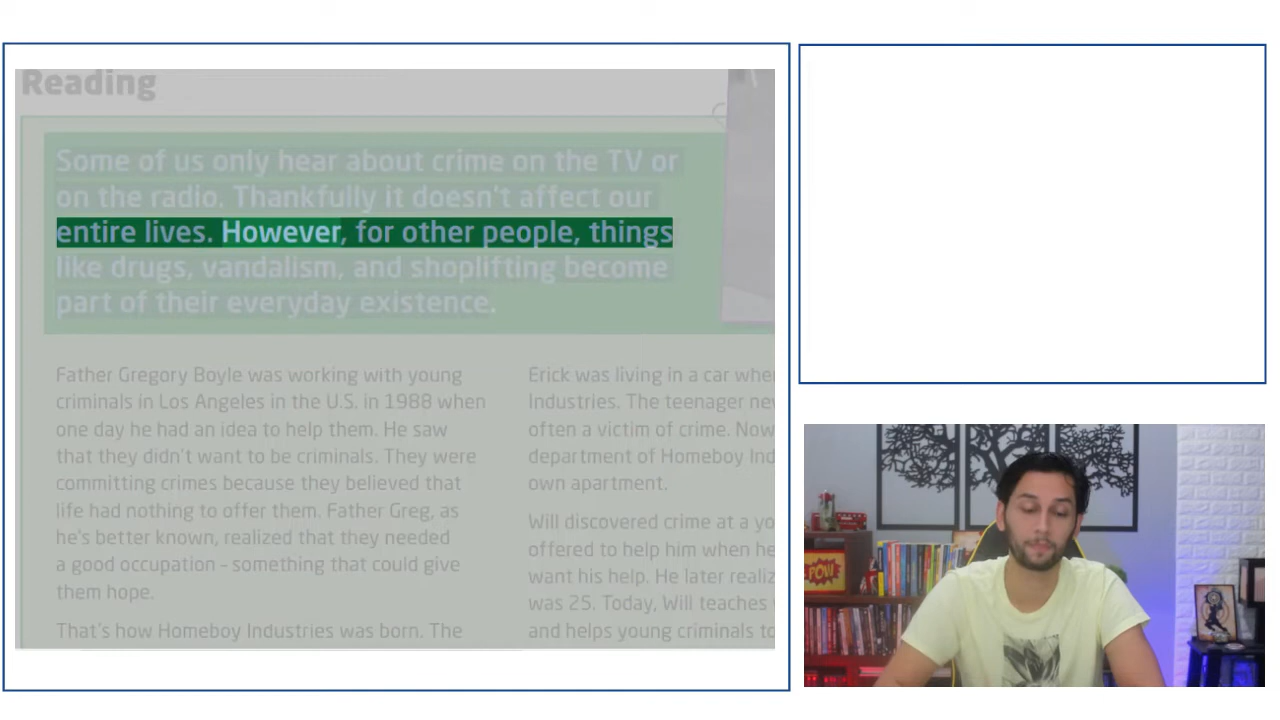 Reading
Some of us only hear about crime on the TV or
on the radio. Thankfully it doesn't affect our
entire lives. However, for other people, things
like drugs, vandalism, and shoplifting become
part of their everyday existence.
Father Gregory Boyle was working with young
criminals in Los Angeles in the U.S. in 1988 when
one day he had an idea to help them. He saw
that they didn't want to be criminals. They were
committing crimes because they believed that
life had nothing to offer them. Father Greg, as
he's better known, realized that they needed
a good occupation – something that could give
them hope.
That's how Homeboy Industries was born. The
Erick was living in a car
Industries. The teenager
often a victim of crime. Now
department of Homeboy
own apartment.
Will discovered crime at a
offered to help him when he
want his help. He later
was 25. Today, Will teaches
and helps young criminals to
POW